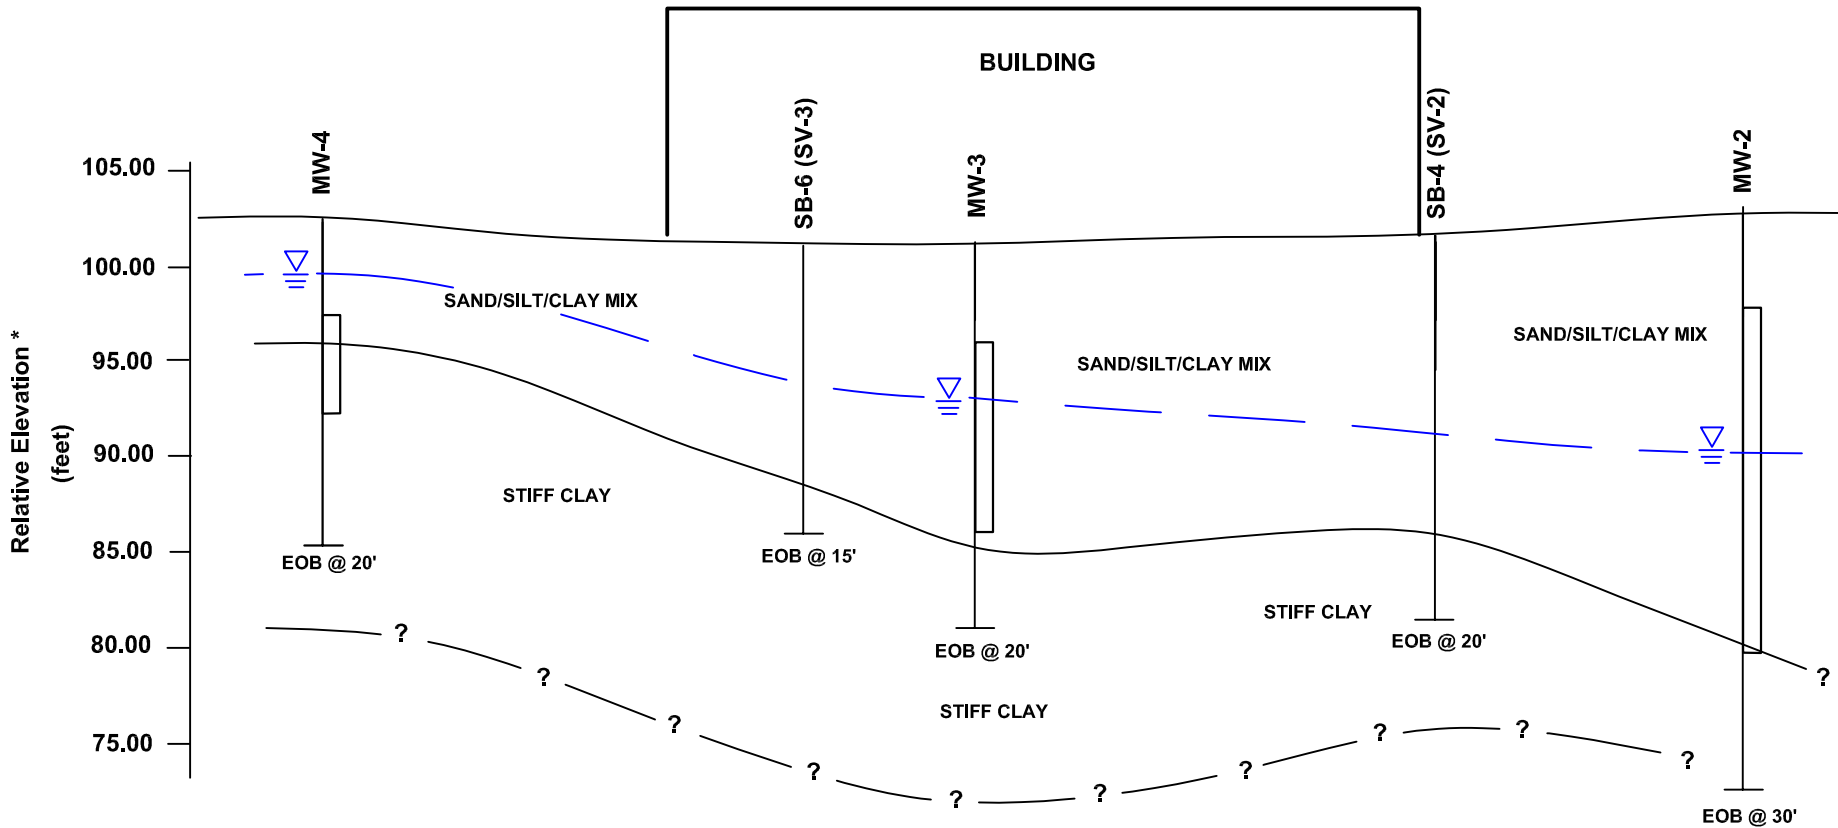 BUILDING
MW-4
SB-6 (SV-3)
MW-3
SB-4 (SV-2)
MW-2
105.00
100.00
95.00
90.00
85.00
80.00
75.00
Relative Elevation *
(feet)
SAND/SILT/CLAY MIX
SAND/SILT/CLAY MIX
SAND/SILT/CLAY MIX
STIFF CLAY
EOB @ 20'
EOB @ 15'
STIFF CLAY
EOB @ 20'
EOB @ 20'
STIFF CLAY
EOB @ 30'
? ? ? ? ? ? ? ? ? ?
?